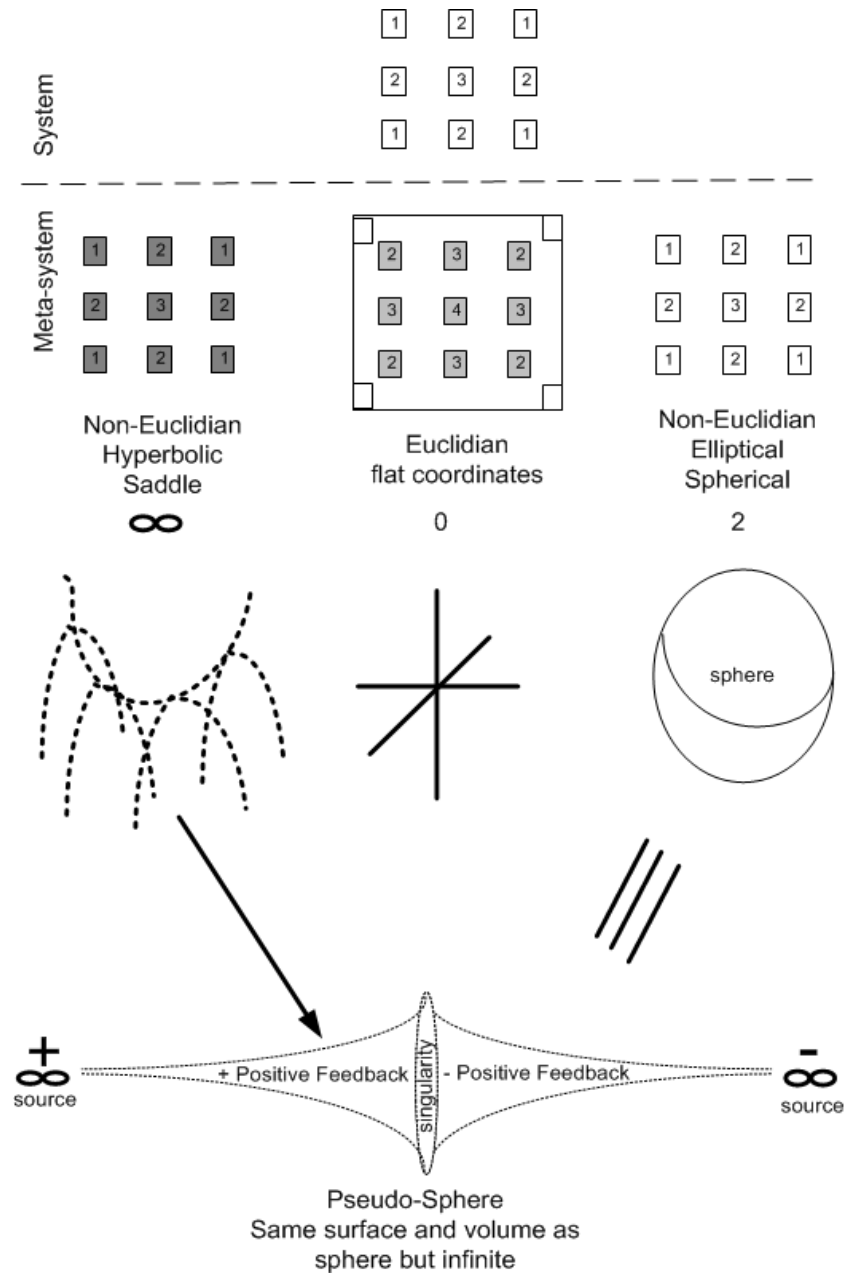 System
1 2 1
2 3 2
1 2 1
Meta-system
1 2 1
2 3 2
1 2 1
Non-Euclidian
Hyperbolic
Saddle
∞
2 3 2
3 4 3
2 3 2
Euclidian
flat coordinates
0
1 2 1
2 3 2
1 2 1
Non-Euclidian
Elliptical
Spherical
2
sphere
+
∞
source
+ Positive Feedback
singularity
- Positive Feedback
-
∞
source
Pseudo-Sphere
Same surface and volume as
sphere but infinite